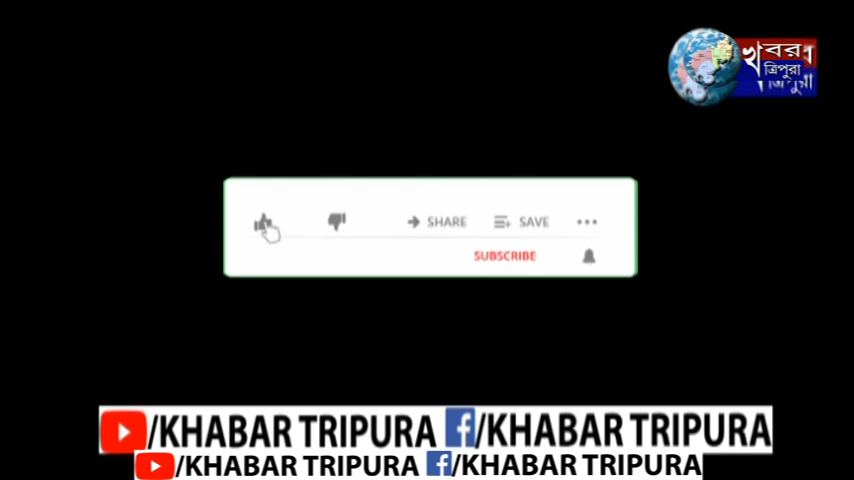 খবর
ত্রিপুরা
SHARE SAVE
SUBSCRIBE
/KHABAR TRIPURA f/KHABAR TRIPURA
/KHABAR TRIPURA f/KHABAR TRIPURA